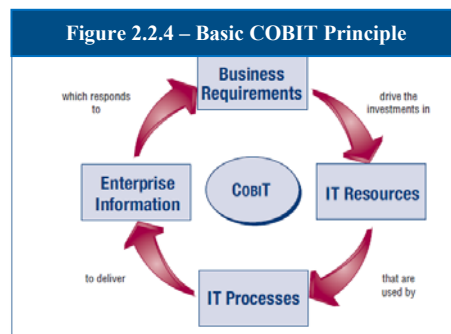 Figure 2.2.4 – Basic COBIT Principle
Business
Requirements
which responds
to
drive the
investments in
Enterprise
Information
COBIT
IT Resources
to deliver
IT Processes
that are
used by